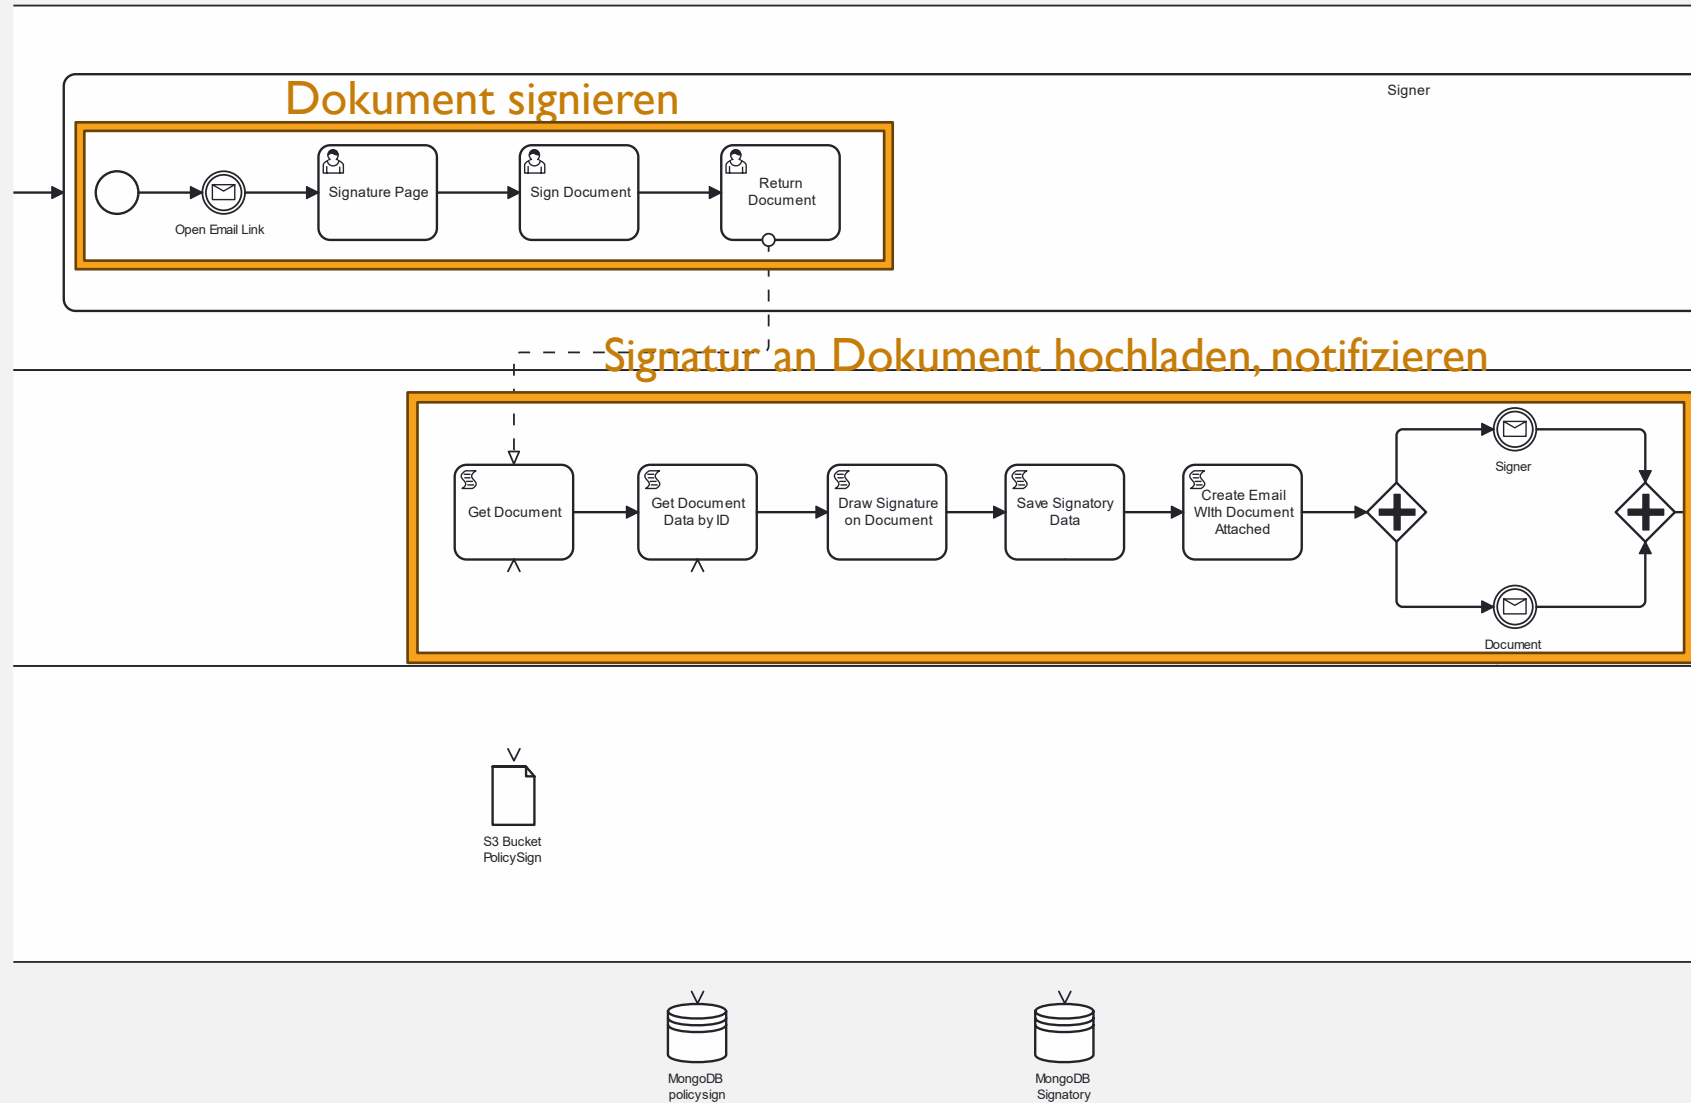 Dokument signieren
Signer
Signature Page
Sign Document
Return
Document
Open Email Link
Signatur an Dokument hochladen, notifizieren
Signer
Get Document
Get Document
Data by ID
Draw Signature
on Document
Save Signatory
Data
Create Email
WIth Document
Attached
Document
S3 Bucket
PolicySign
MongoDB
policysign
MongoDB
Signatory